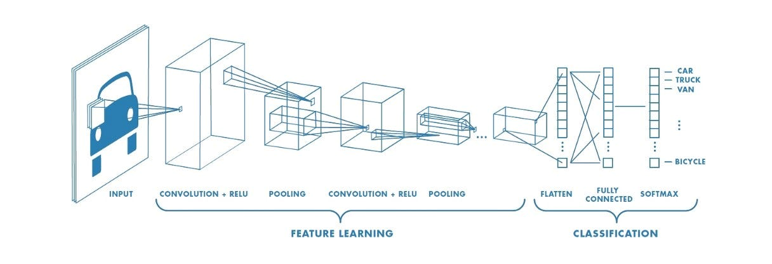 CAR
TRUCK
VAN
BICYCLE
INPUT
CONVOLUTION + RELU
POOLING
CONVOLUTION + RELU
POOLING
FLATTEN
FULLY
CONNECTED
SOFTMAX
FEATURE LEARNING
CLASSIFICATION